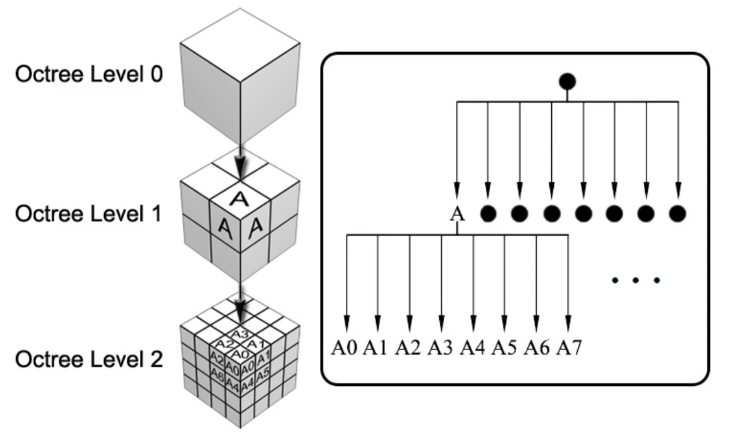 Octree Level 0
Octree Level 1
A
A A
Octree Level 2
A3
A2 A1
A0
A2 A0 A0 A1
A6 A4 A4 A5
A
. . .
A0 A1 A2 A3 A4 A5 A6 A7